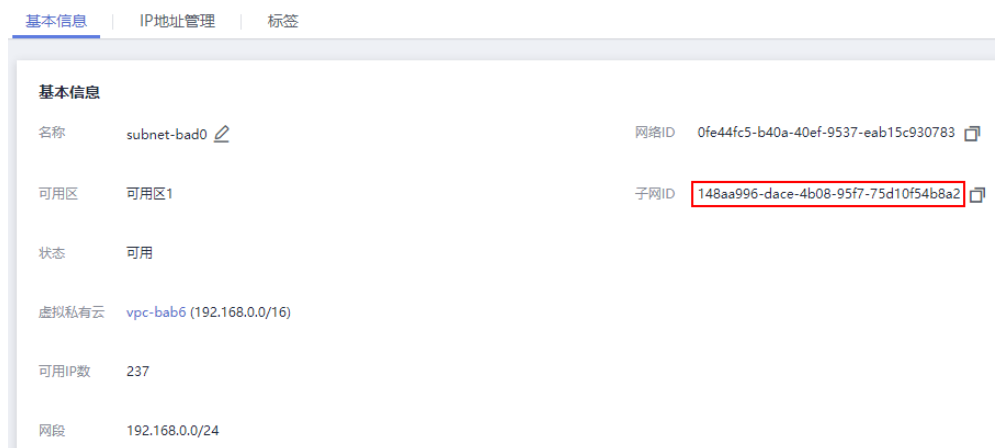 基本信息 IP地址管理 标签
基本信息
名称 subnet-bad0 网络ID 0fe44fc5-b40a-40ef-9537-eab15c930783
可用区 可用区1 子网ID 148aa996-dace-4b08-95f7-75d10f54b8a2
状态 可用
虚拟私有云 vpc-bab6 (192.168.0.0/16)
可用IP数 237
网段 192.168.0.0/24